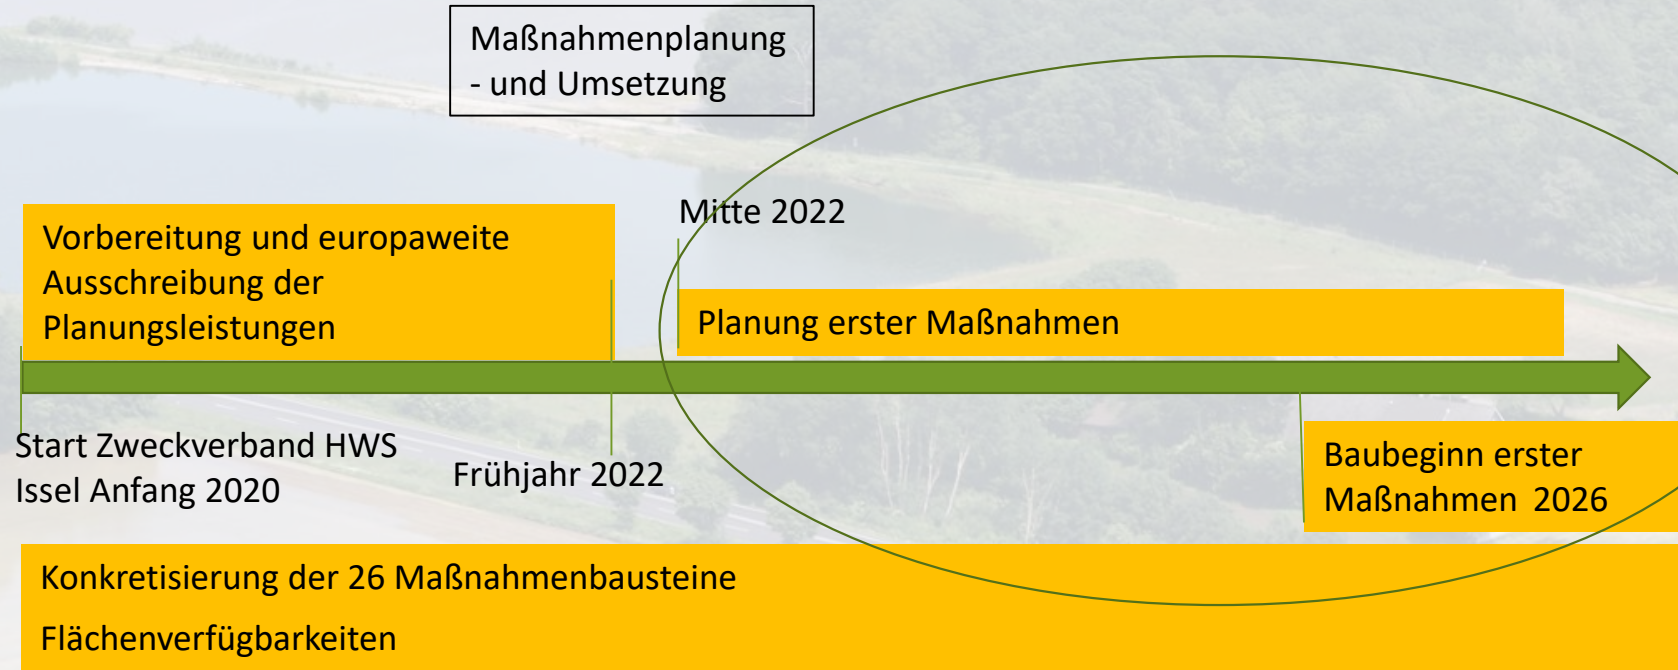 Maßnahmenplanung
- und Umsetzung
Vorbereitung und europaweite
Ausschreibung der
Planungsleistungen
Mitte 2022
Planung erster Maßnahmen
Start Zweckverband HWS
Issel Anfang 2020
Frühjahr 2022
Baubeginn erster
Maßnahmen 2026
Konkretisierung der 26 Maßnahmenbausteine
Flächenverfügbarkeiten